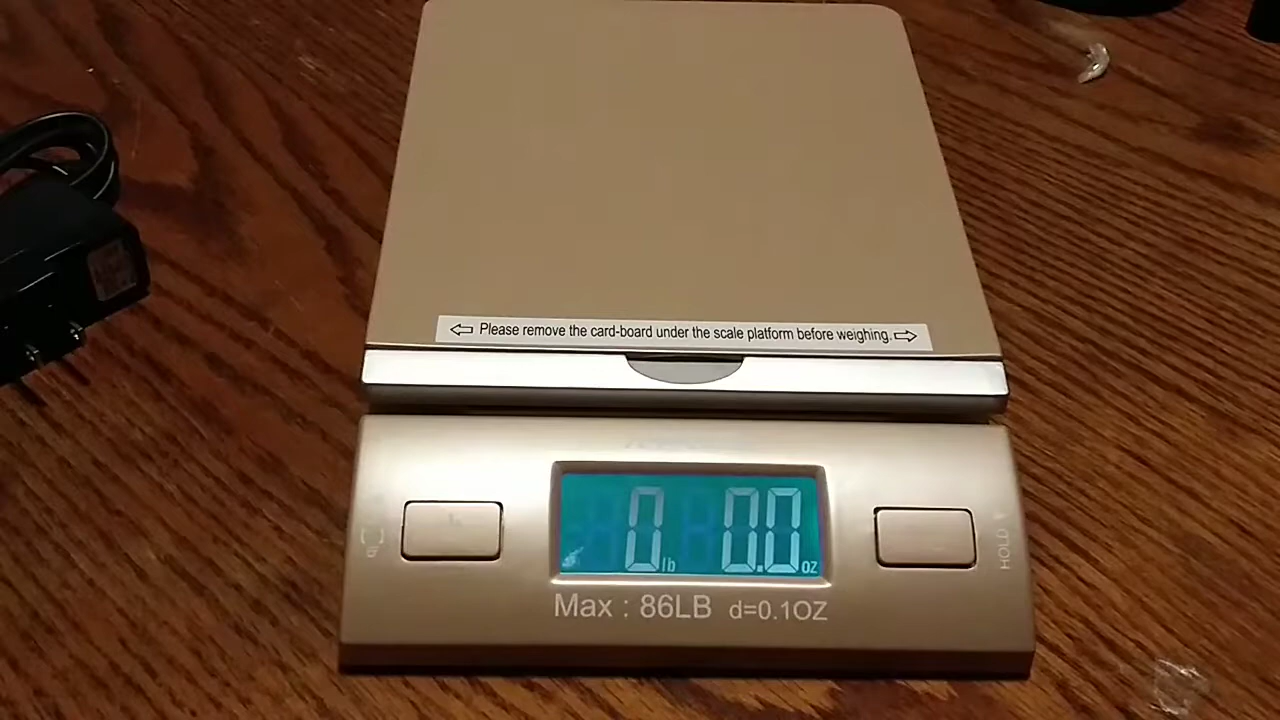 Please remove the card-board under the scale platform before weighing.
0 lb 0.0 oz
HOLD
Max : 86LB d=0.1OZ